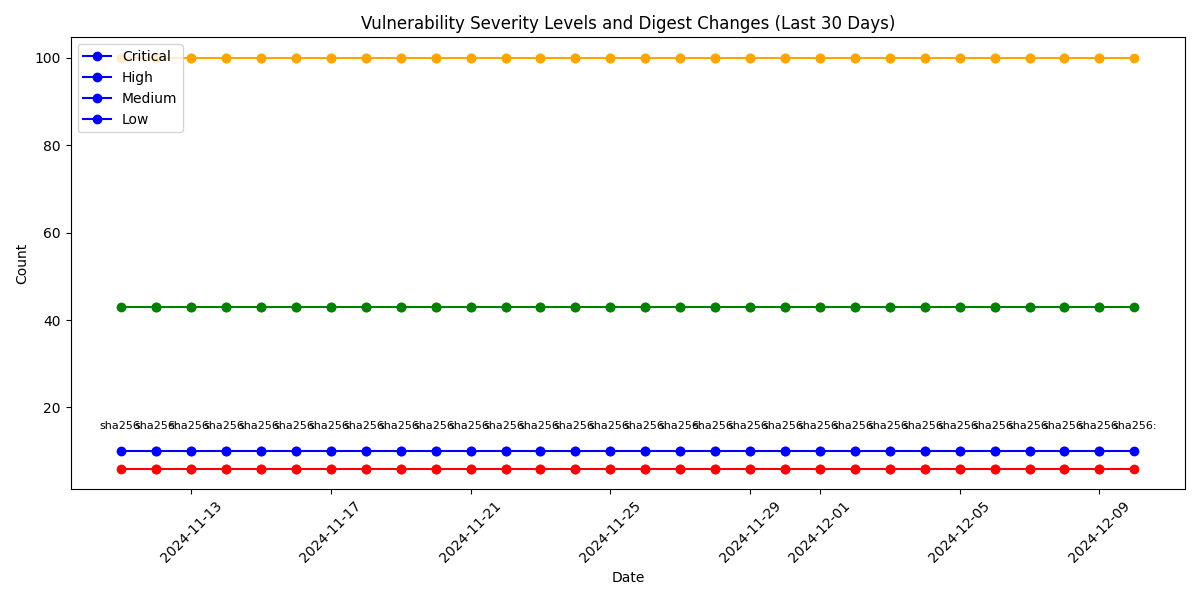 Vulnerability Severity Levels and Digest Changes (Last 30 Days)
Critical
High
Medium
Low
100
80
60
40
20
Count
sha256: sha256: sha256: sha256: sha256: sha256: sha256: sha256: sha256: sha256: sha256: sha256: sha256: sha256: sha256: sha256: sha256: sha256: sha256: sha256: sha256: sha256: sha256: sha256: sha256: sha256: sha256: sha256: sha256: sha256:
2024-11-13
2024-11-17
2024-11-21
2024-11-25
2024-11-29
2024-12-01
2024-12-05
2024-12-09
Date